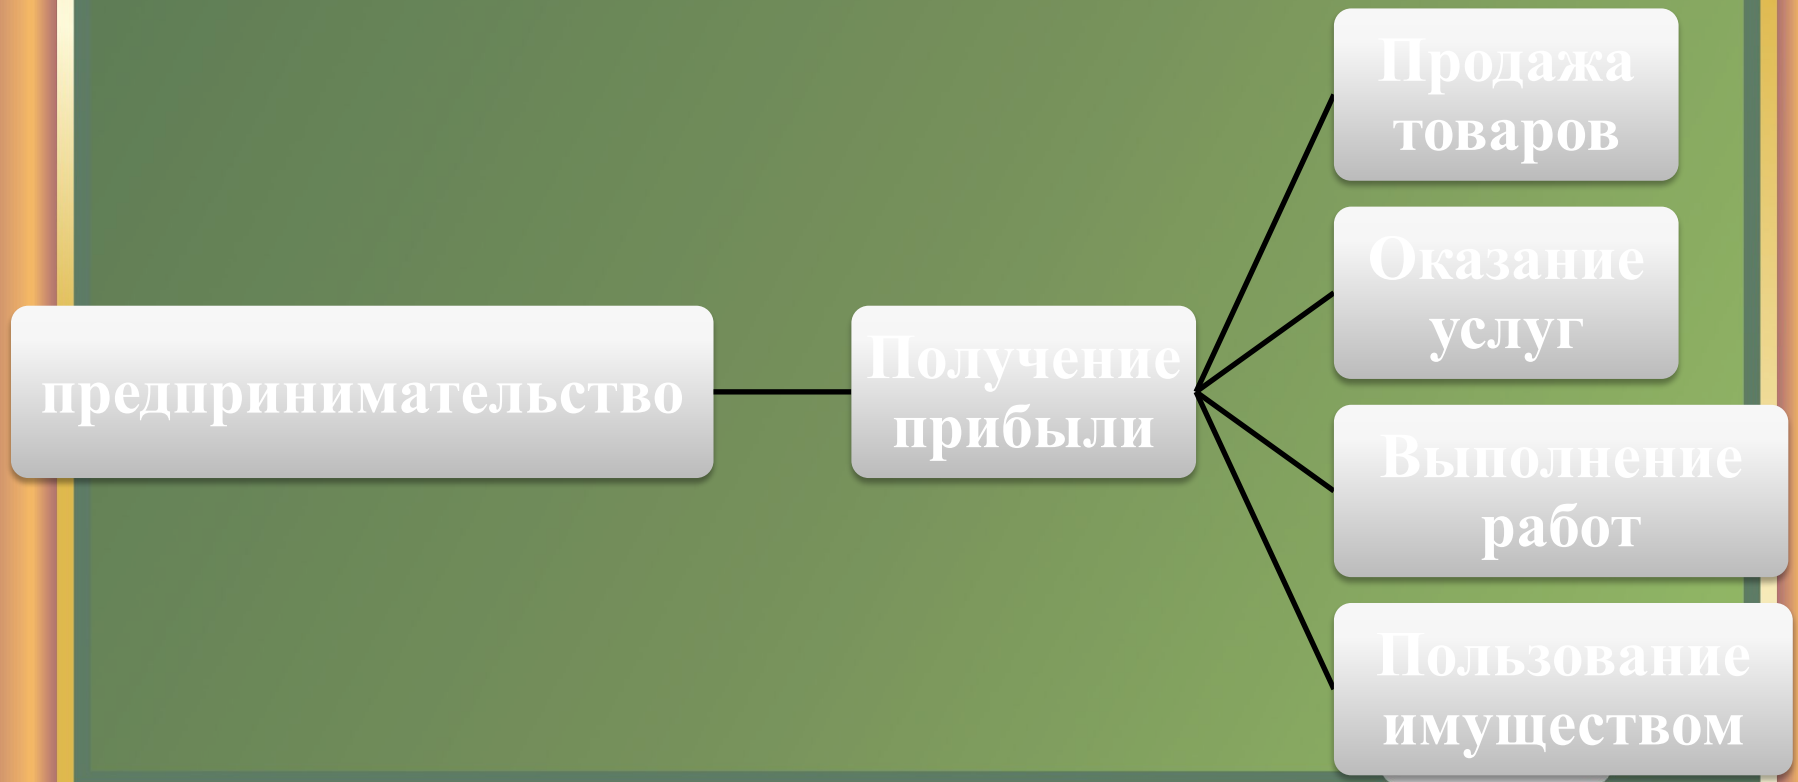 Продажа
товаров
Оказание
услуг
предпринимательство
Получение
прибыли
Выполнение
работ
Пользование
имуществом